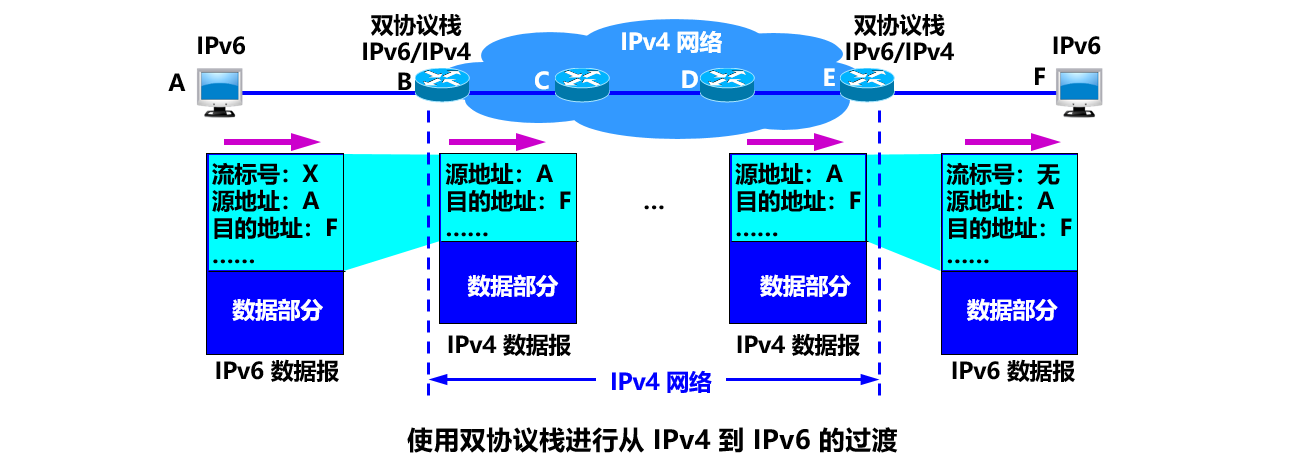 双协议栈
IPv6/IPv4
IPv4 网络
双协议栈
IPv6/IPv4
IPv6
IPv6
A
B
C
D
E
F
流标号：X
源地址：A
目的地址：F
......
数据部分
IPv6 数据报
源地址：A
目的地址：F
......
数据部分
IPv4 数据报
...
源地址：A
目的地址：F
......
数据部分
IPv4 数据报
流标号：无
源地址：A
目的地址：F
......
数据部分
IPv6 数据报
IPv4 网络
使用双协议栈进行从 IPv4 到 IPv6 的过渡